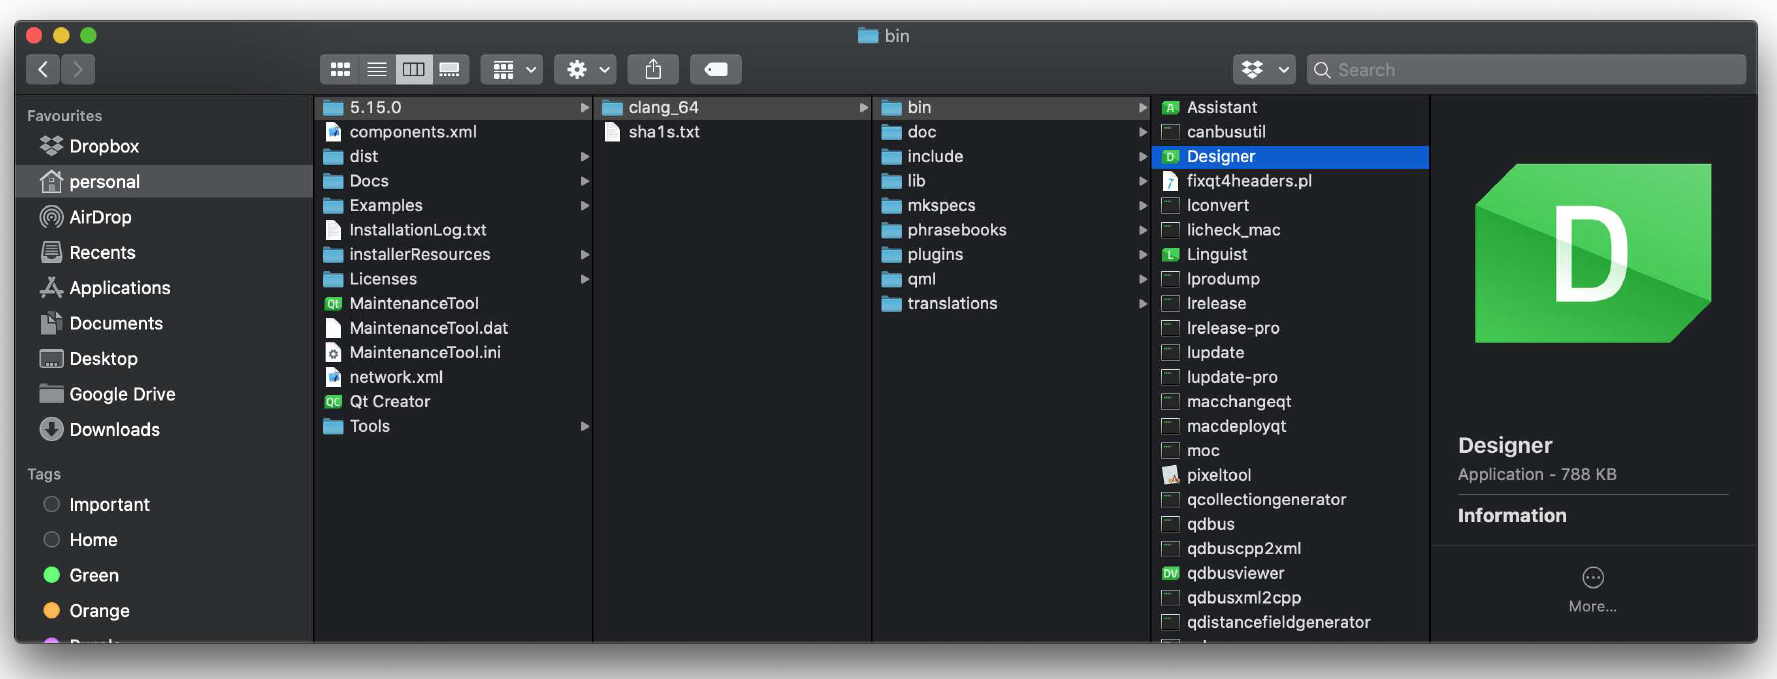 bin
Search
Favourites
Dropbox
personal
AirDrop
Recents
Applications
Documents
Desktop
Google Drive
Downloads
Tags
Important
Home
Green
Orange
5.15.0
components.xml
dist
Docs
Examples
InstallationLog.txt
installerResources
Licenses
Qt MaintenanceTool
MaintenanceTool.dat
MaintenanceTool.ini
network.xml
QC Qt Creator
Tools
clang_64
sha1s.txt
bin
doc
include
lib
mkspecs
phrasebooks
plugins
qml
translations
A Assistant
canbusutil
D Designer
fixqt4headers.pl
lconvert
licheck_mac
L Linguist
lprodump
lrelease
lrelease-pro
lupdate
lupdate-pro
macchangeqt
macdeployqt
moc
pixeltool
qcollectiongenerator
qdbus
qdbuscpp2xml
DV qdbusviewer
qdbusxml2cpp
qdistancefieldgenerator
D
Designer
Application - 788 KB
Information
More...